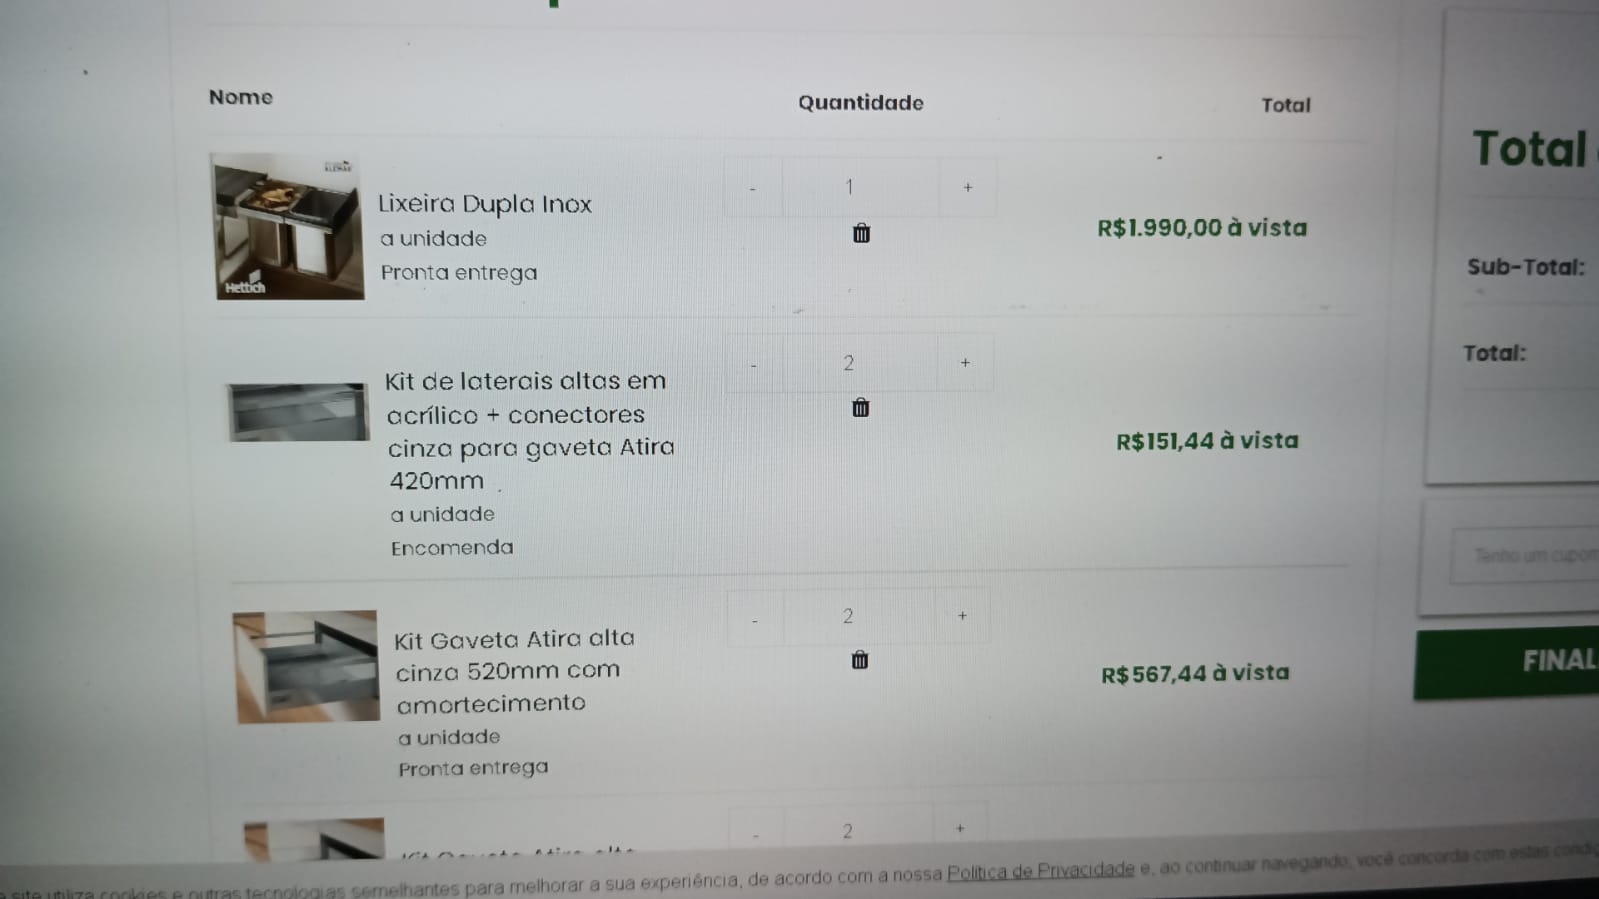 Nome Quantidade Total
Total
Hettich
Lixeira Dupla Inox
a unidade
Pronta entrega
- 1 +
R$1.990,00 à vista
Sub-Total:
Total:
Kit de laterais altas em
acrílico + conectores
cinza para gaveta Atira
420mm
a unidade
Encomenda
- 2 +
R$151,44 à vista
Tenho um cupom
Kit Gaveta Atira alta
cinza 520mm com
amortecimento
a unidade
Pronta entrega
- 2 +
R$567,44 à vista
FINAL
- 2 +
site utiliza cookies e outras tecnologias semelhantes para melhorar a sua experiência, de acordo com a nossa Política de Privacidade e, ao continuar navegando, você concorda com estas